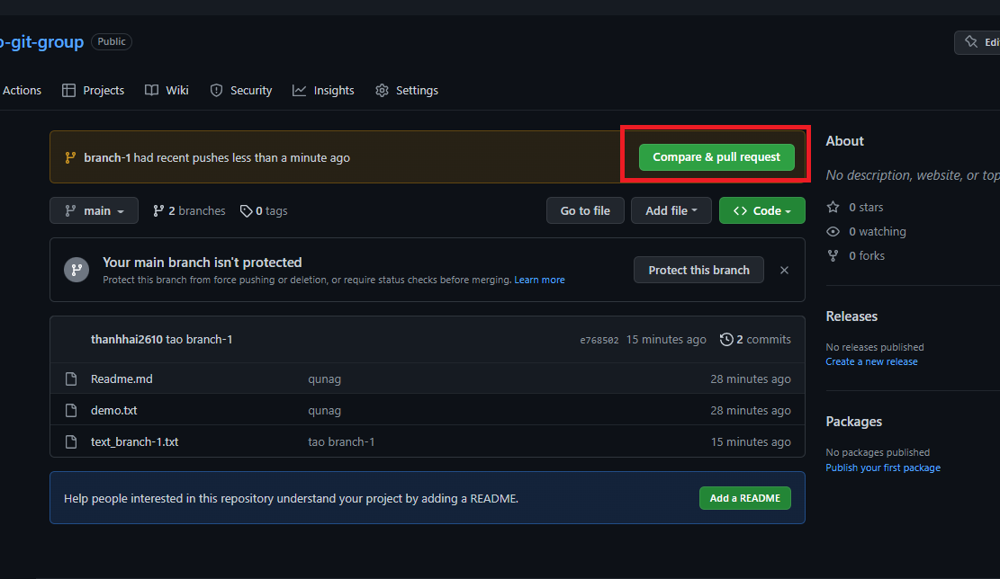 o-git-group Public
Edi
Actions Projects Wiki Security Insights Settings
branch-1 had recent pushes less than a minute ago Compare & pull request
main 2 branches 0 tags Go to file Add file Code
Your main branch isn't protected
Protect this branch from force pushing or deletion, or require status checks before merging. Learn more
Protect this branch
thanhhai2610 tao branch-1 e768502 15 minutes ago 2 commits
Readme.md qunag 28 minutes ago
demo.txt qunag 28 minutes ago
text_branch-1.txt tao branch-1 15 minutes ago
Help people interested in this repository understand your project by adding a README. Add a README
About
No description, website, or top
0 stars
0 watching
0 forks
Releases
No releases published
Create a new release
Packages
No packages published
Publish your first package